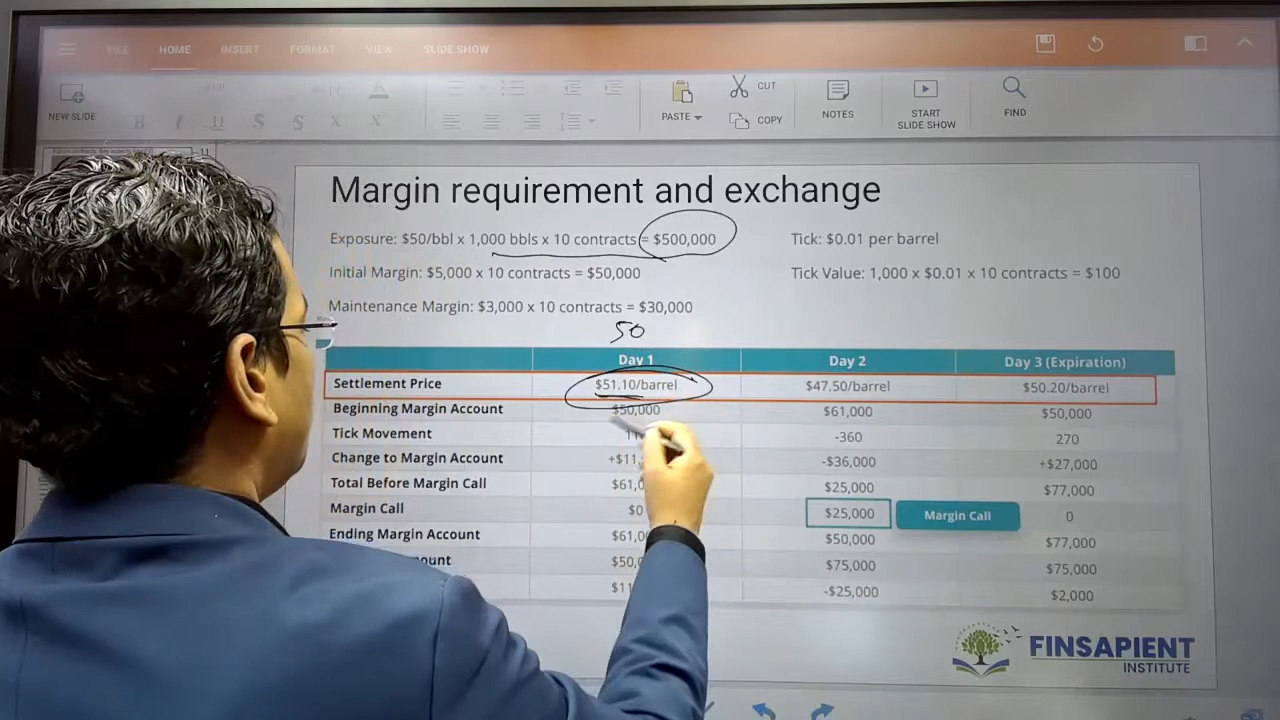 FILE HOME INSERT FORMAT VIEW SLIDE SHOW
NEW SLIDE
B I U S S X X
PASTE
CUT
COPY
NOTES
START
SLIDE SHOW
FIND
11
Margin requirement and exchange
Exposure: $50/bbl x 1,000 bbls x 10 contracts = $500,000 Tick: $0.01 per barrel
Initial Margin: $5,000 x 10 contracts = $50,000 Tick Value: 1,000 x $0.01 x 10 contracts = $100
Maintenance Margin: $3,000 x 10 contracts = $30,000
50
Day 1 Day 2 Day 3 (Expiration)
Settlement Price $51.10/barrel $47.50/barrel $50.20/barrel
Beginning Margin Account $50,000 $61,000 $50,000
Tick Movement -360 270
Change to Margin Account -$36,000 +$27,000
Total Before Margin Call $25,000 $77,000
Margin Call $0 $25,000 Margin Call 0
Ending Margin Account $50,000 $77,000
$75,000 $75,000
-$25,000 $2,000
FINSAPIENT
INSTITUTE